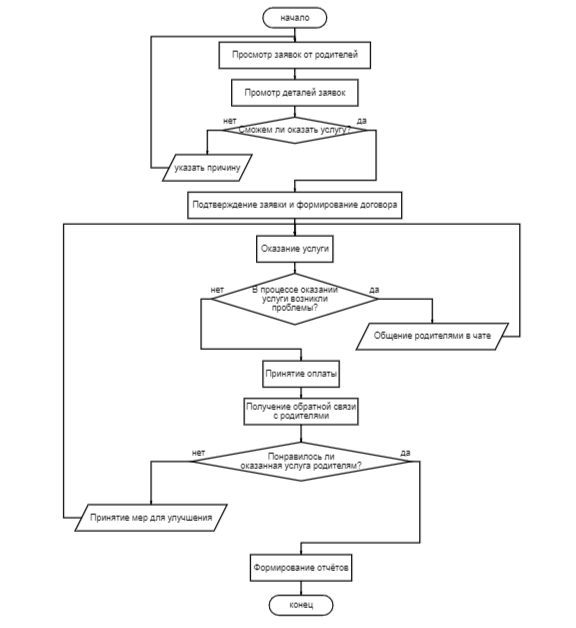 начало
Просмотр заявок от родителей
Промотр деталей заявок
нет
да
Сможем ли оказать услугу?
указать причину
Подтверждение заявки и формирование договора
Оказание услуги
нет
да
В процессе оказании
услуги возникли
проблемы?
Общение родителями в чате
Принятие оплаты
Получение обратной связи
с родителями
нет
да
Понравилось ли
оказанная услуга родителям?
Принятие мер для улучшения
Формирование отчётов
конец